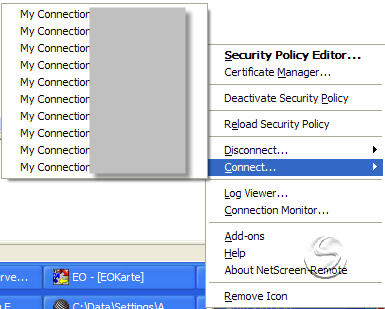 My Connection
My Connection
My Connection
My Connection
My Connection
My Connection
My Connection
My Connection
My Connection
My Connection
Security Policy Editor...
Certificate Manager...
Deactivate Security Policy
Reload Security Policy
Disconnect...
Connect...
Log Viewer...
Connection Monitor...
Add-ons
Help
About NetScreen-Remote
Remove Icon
rve...
EO - [EOKarte]
C:\Data\Settings\A